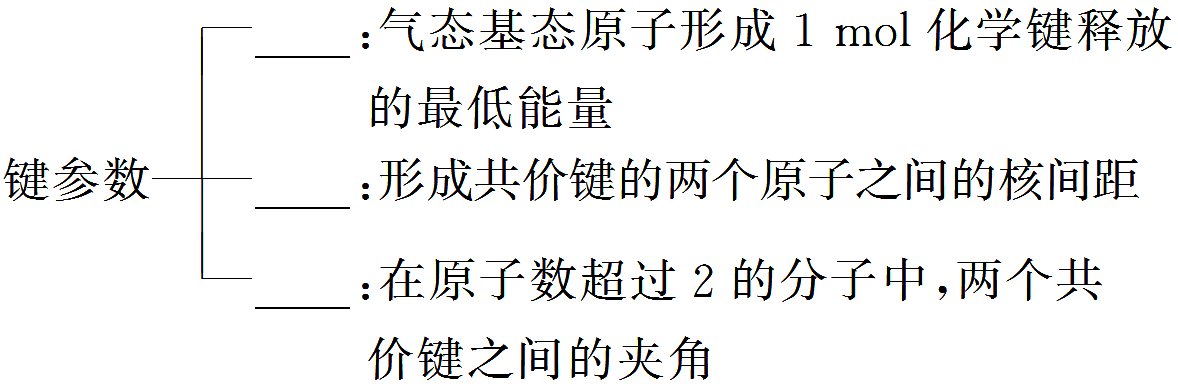 ____:气态基态原子形成 1 mol 化学键释放
的最低能量
键参数
____:形成共价键的两个原子之间的核间距
____:在原子数超过 2 的分子中,两个共
价键之间的夹角